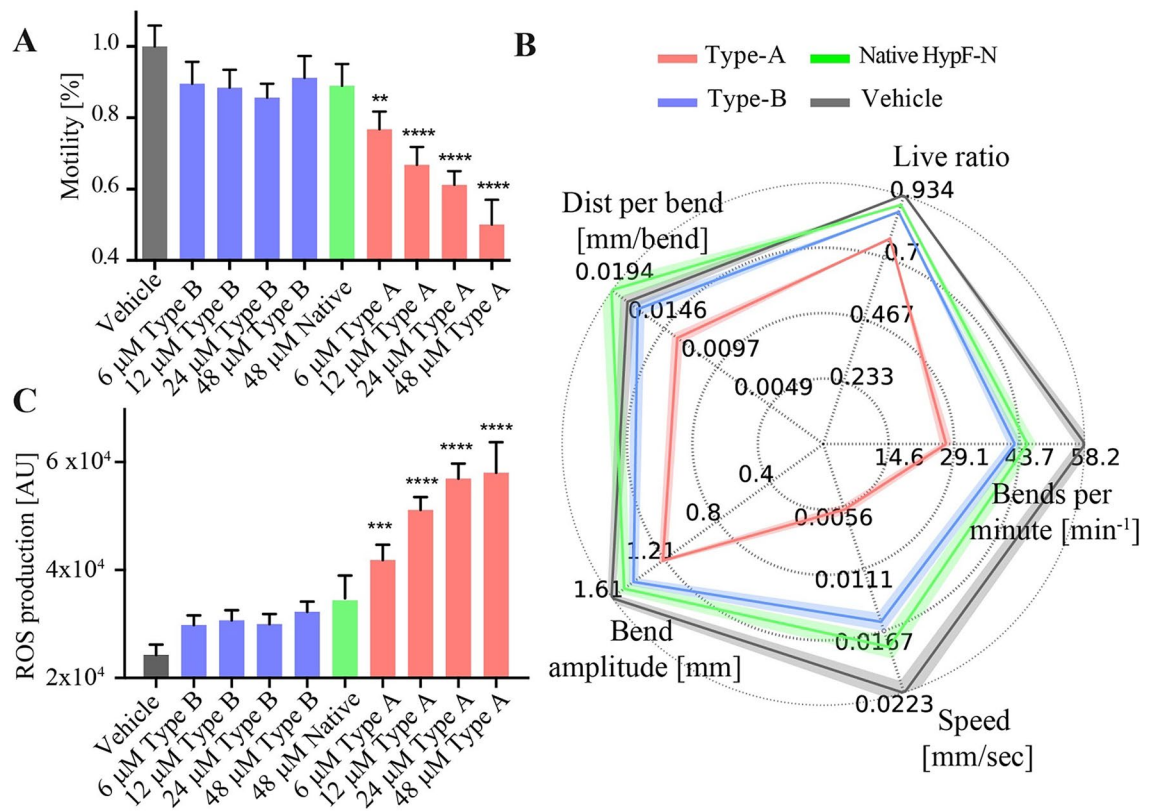 A
Motility [%]
1.0
0.8
0.6
0.4
**
****
****
****
Vehicle
6 µM Type B
12 µM Type B
24 µM Type B
48 µM Type B
48 µM Native
6 µM Type A
12 µM Type A
24 µM Type A
48 µM Type A
B
Type-A
Native HypF-N
Type-B
Vehicle
Live ratio
0.934
0.7
0.467
0.233
Dist per bend
[mm/bend]
0.0194
0.0146
0.0097
0.0049
14.6
29.1
43.7
58.2
Bends per
minute [min⁻¹]
0.4
0.8
1.21
1.61
Bend
amplitude [mm]
0.0056
0.0111
0.0167
0.0223
Speed
[mm/sec]
C
ROS production [AU]
6 x10⁴
4x10⁴
2x10⁴
***
****
****
****
Vehicle
6 µM Type B
12 µM Type B
24 µM Type B
48 µM Type B
48 µM Native
6 µM Type A
12 µM Type A
24 µM Type A
48 µM Type A